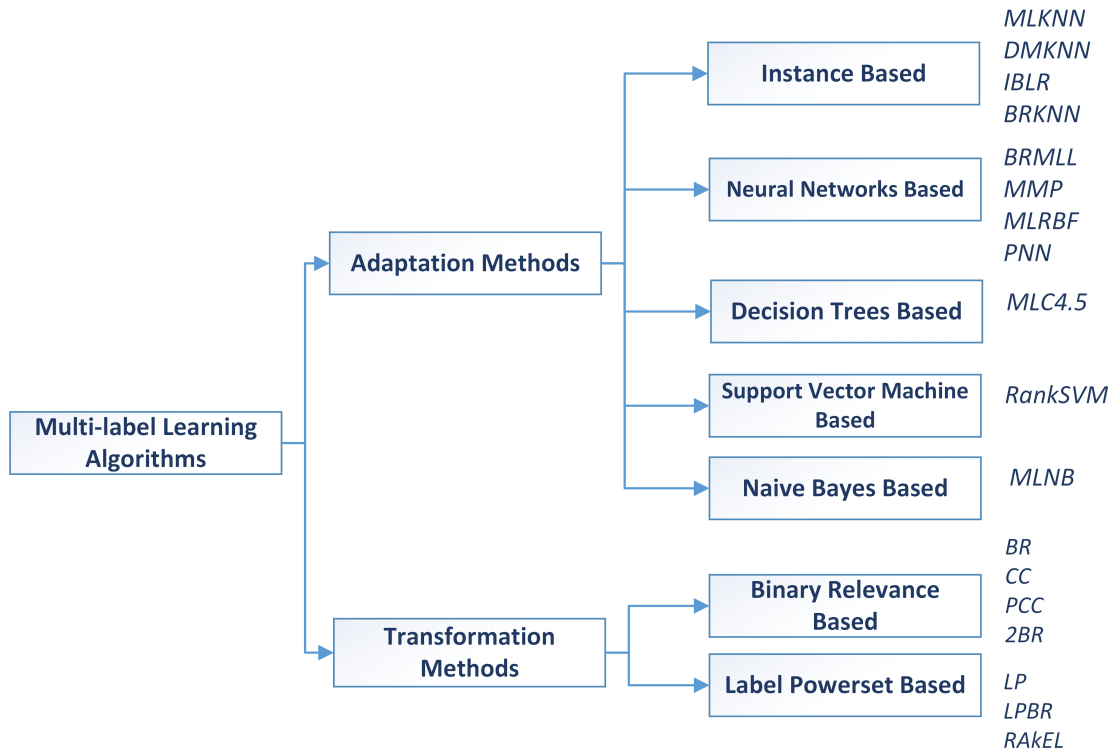 MLKNN
DMKNN
IBLR
BRKNN
Instance Based
BRMLL
MMP
MLRBF
PNN
Neural Networks Based
Adaptation Methods
Decision Trees Based
MLC4.5
Support Vector Machine
Based
RankSVM
Multi-label Learning
Algorithms
Naive Bayes Based
MLNB
BR
CC
PCC
2BR
Binary Relevance
Based
Transformation
Methods
Label Powerset Based
LP
LPBR
RAkEL